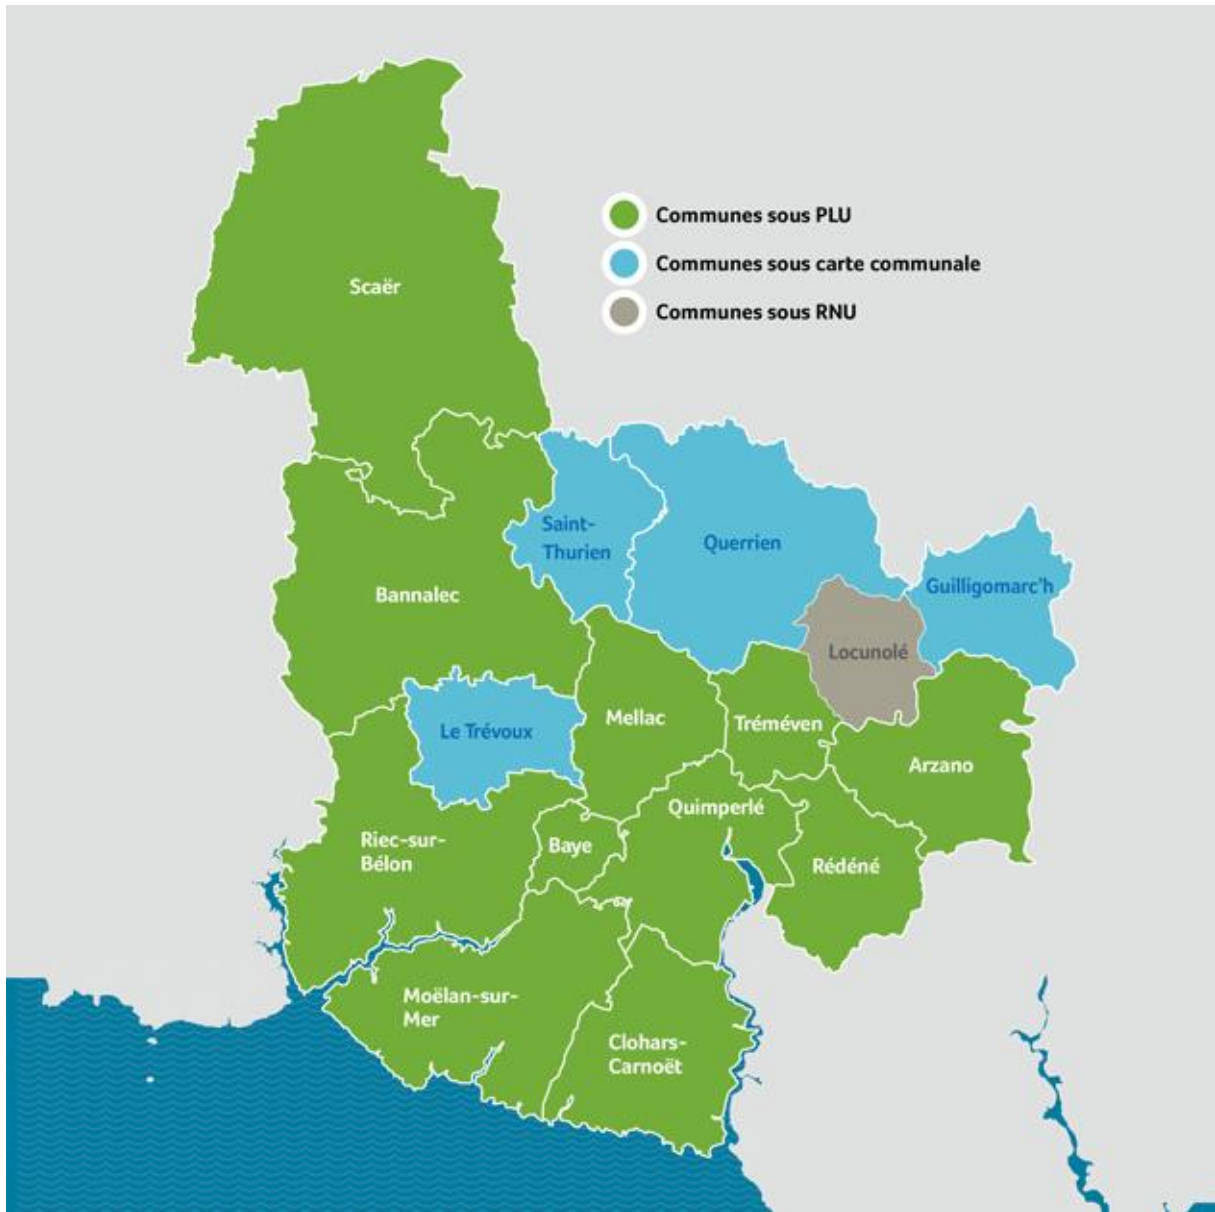 Communes sous PLU
Communes sous carte communale
Communes sous RNU
Scaër
Saint-
Thurien
Querrien
Guilligomarc'h
Bannalec
Locunolé
Le Trévoux
Mellac
Tréméven
Arzano
Quimperlé
Riec-sur-
Bélon
Baye
Rédéné
Moëlan-sur-
Mer
Clohars-
Carnoët